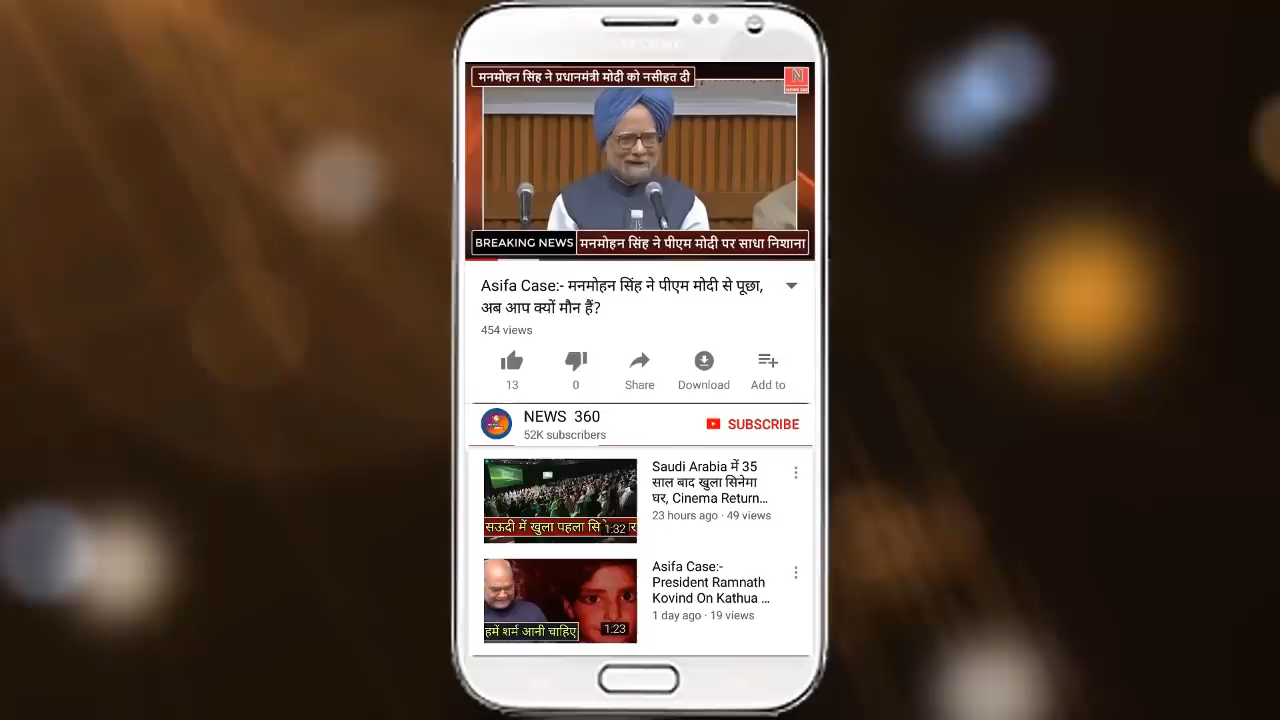 मनमोहन सिंह ने प्रधानमंत्री मोदी को नसीहत दी
N
NEWS 360
BREAKING NEWS मनमोहन सिंह ने पीएम मोदी पर साधा निशाना
Asifa Case:- मनमोहन सिंह ने पीएम मोदी से पूछा,
अब आप क्यों मौन हैं?
454 views
13
0
Share
Download
Add to
NEWS 360
52K subscribers
SUBSCRIBE
सऊदी में खुला पहला
1:32
Saudi Arabia में 35
साल बाद खुला सिनेमा
घर, Cinema Return...
23 hours ago · 49 views
हमें शर्म आनी चाहिए
1:23
Asifa Case:-
President Ramnath
Kovind On Kathua ...
1 day ago · 19 views